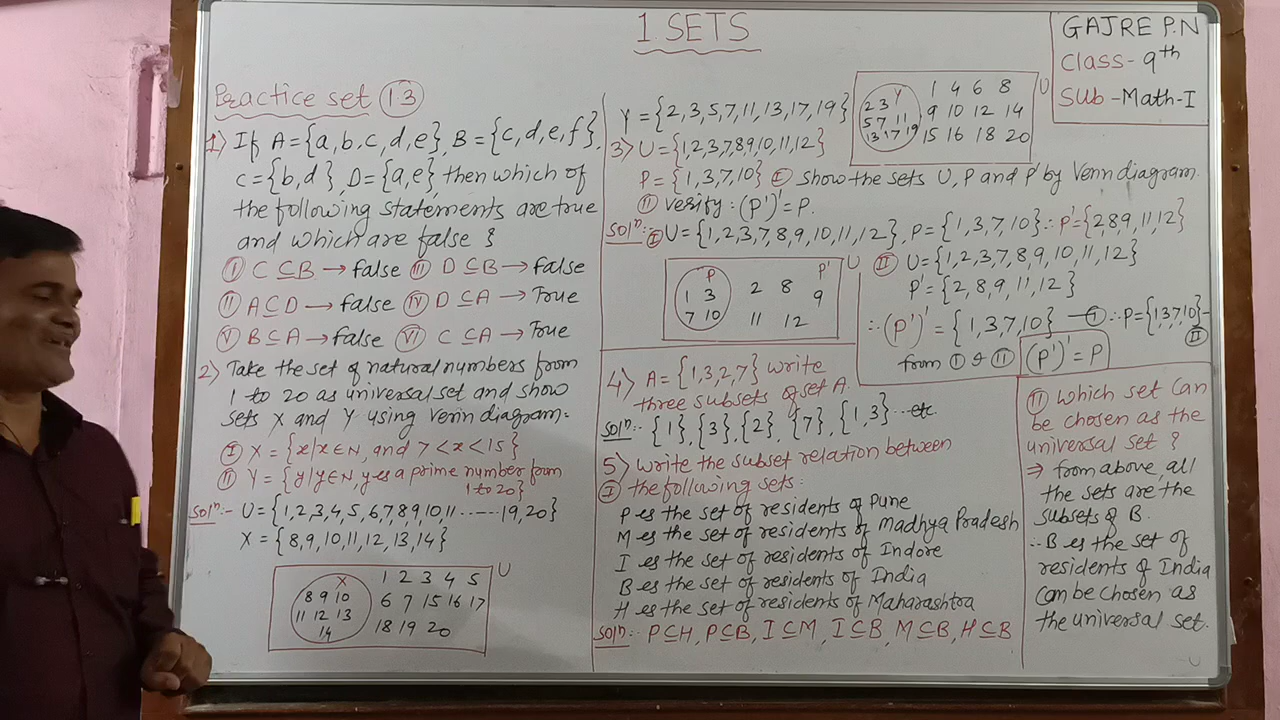 1 SETS
GAJRE P.N
Class- 9th
Sub -Math-I
Practice set 1.3
1) If A={a,b,c,d,e}, B={c,d,e,f},
C={b,d}, D={a,e} then which of
the following statements are true
and which are false ?
I C⊆B → false III D⊆B → false
II A⊆D → false IV D⊆A → True
V B⊆A → false VI C⊆A → True
2) Take the set of natural numbers from
1 to 20 as universal set and show
sets X and Y using Venn diagram.
I X = {x|x∈N, and 7<x<15}
II Y = {y|y∈N, y es a prime number from
1 to 20}
Solⁿ:- U={1,2,3,4,5,6,7,8,9,10,11 ...... 19,20}
X = {8,9,10,11,12,13,14}
U
X 1 2 3 4 5
8 9 10 6 7 15 16 17
11 12 13 18 19 20
14
Y={2,3,5,7,11,13,17,19}
U
Y 1 4 6 8
2 3 9 10 12 14
5 7 11 15 16 18 20
13 17 19
3) U={1,2,3,7,8,9,10,11,12}
P={1,3,7,10} I Show the sets U, P and P' by Venn diagram.
II Verify: (P')'=P.
Solⁿ:- I U={1,2,3,7,8,9,10,11,12}, P={1,3,7,10} ∴ P'={2,8,9,11,12}
U
P P'
1 3 2 8 9
7 10 11 12
II U={1,2,3,7,8,9,10,11,12}
P'={2,8,9,11,12}
∴ (P')'={1,3,7,10} —I ∴ P={1,3,7,10}–
II
from I & II (P')'=P
4) A={1,3,2,7} write
three subsets of set A.
Solⁿ:- {1},{3},{2},{7},{1,3}...etc.
5) Write the subset relation between
I the following sets:
P es the set of residents of Pune
M es the set of residents of Madhya Pradesh
I es the set of residents of Indore
B es the set of residents of India
H es the set of residents of Maharashtra
Solⁿ:- P⊆H, P⊆B, I⊆M, I⊆B, M⊆B, H⊆B
II Which set can
be chosen as the
universal set ?
⇒ from above, all
the sets are the
subsets of B.
∴ B es the set of
residents of India
can be chosen as
the universal set.